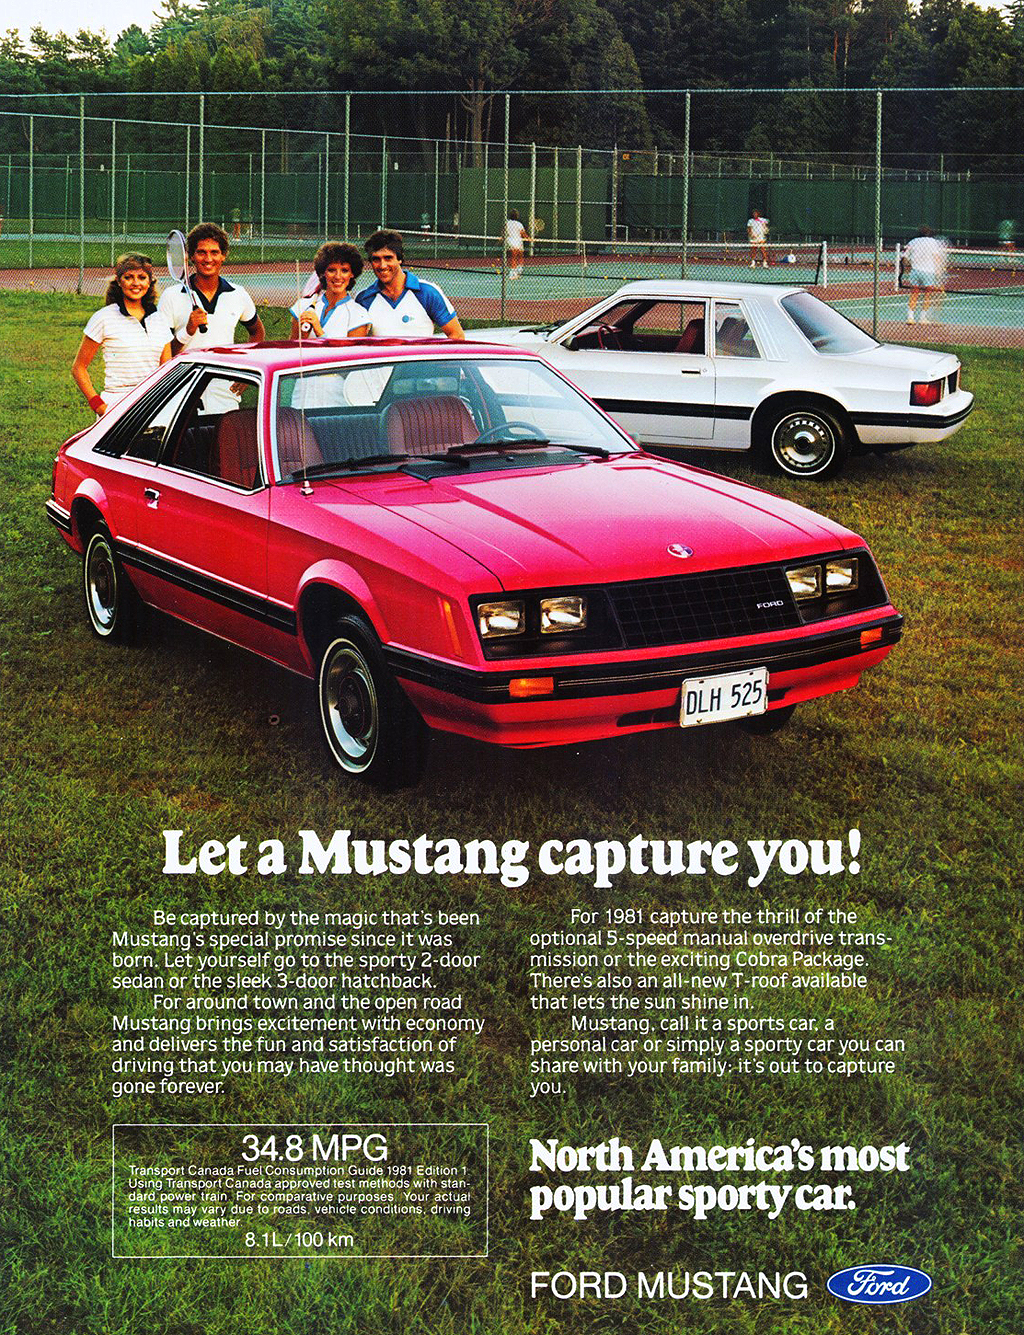 FORD
DLH 525
Let a Mustang capture you!
Be captured by the magic that's been
Mustang's special promise since it was
born. Let yourself go to the sporty 2-door
sedan or the sleek 3-door hatchback.
For around town and the open road
Mustang brings excitement with economy
and delivers the fun and satisfaction of
driving that you may have thought was
gone forever.
For 1981 capture the thrill of the
optional 5-speed manual overdrive trans-
mission or the exciting Cobra Package.
There's also an all-new T-roof available
that lets the sun shine in.
Mustang, call it a sports car, a
personal car or simply a sporty car you can
share with your family: it's out to capture
you.
34.8 MPG
Transport Canada Fuel Consumption Guide 1981 Edition 1
Using Transport Canada approved test methods with stan-
dard power train. For comparative purposes. Your actual
results may vary due to roads, vehicle conditions, driving
habits and weather.
8.1 L/100 km
North America's most
popular sporty car.
FORD MUSTANG Ford